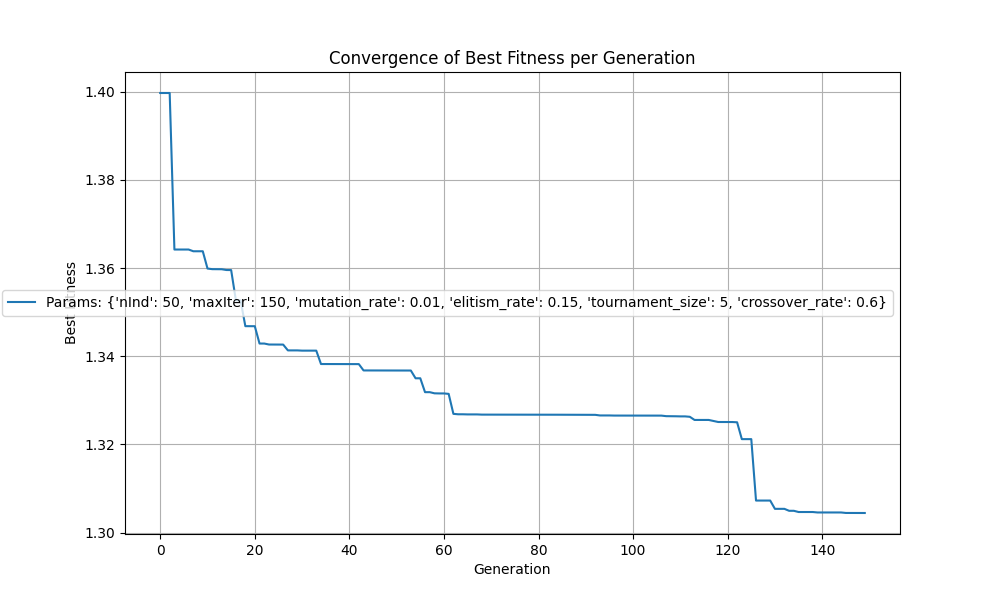 Convergence of Best Fitness per Generation
1.40
1.38
1.36
1.34
1.32
1.30
Best
Params: {'nInd': 50, 'maxIter': 150, 'mutation_rate': 0.01, 'elitism_rate': 0.15, 'tournament_size': 5, 'crossover_rate': 0.6}
0 20 40 60 80 100 120 140
Generation